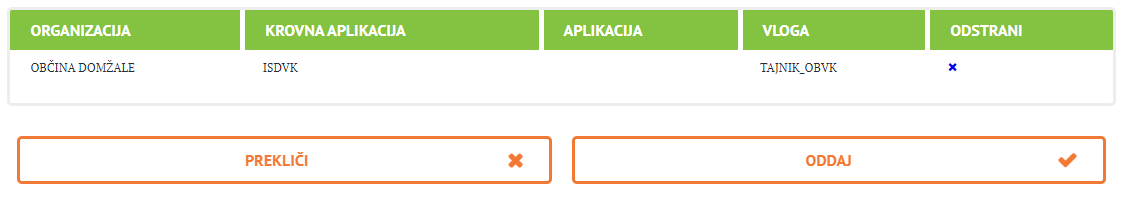 ORGANIZACIJA KROVNA APLIKACIJA APLIKACIJA VLOGA ODSTRANI
OBČINA DOMŽALE ISDVK TAJNIK_OBVK
PREKLIČI ODDAJ